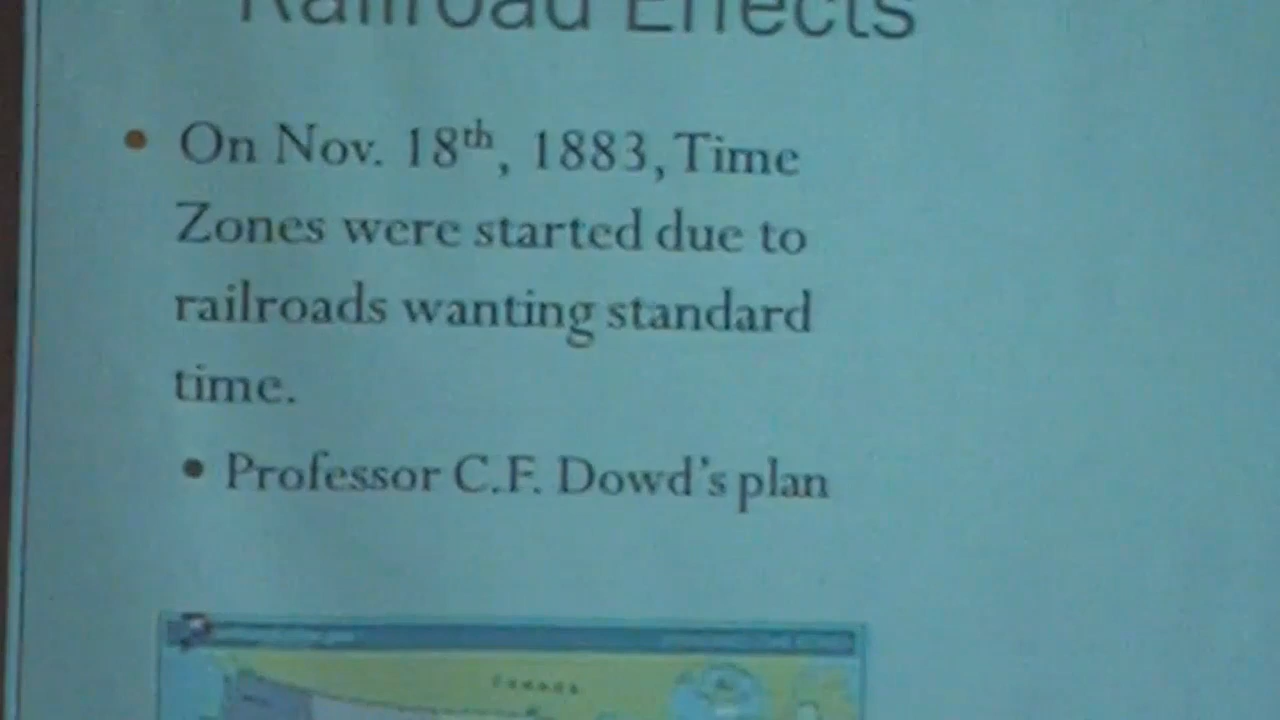 Railroad Effects
On Nov. 18th, 1883, Time
Zones were started due to
railroads wanting standard
time.
Professor C.F. Dowd's plan
Canada